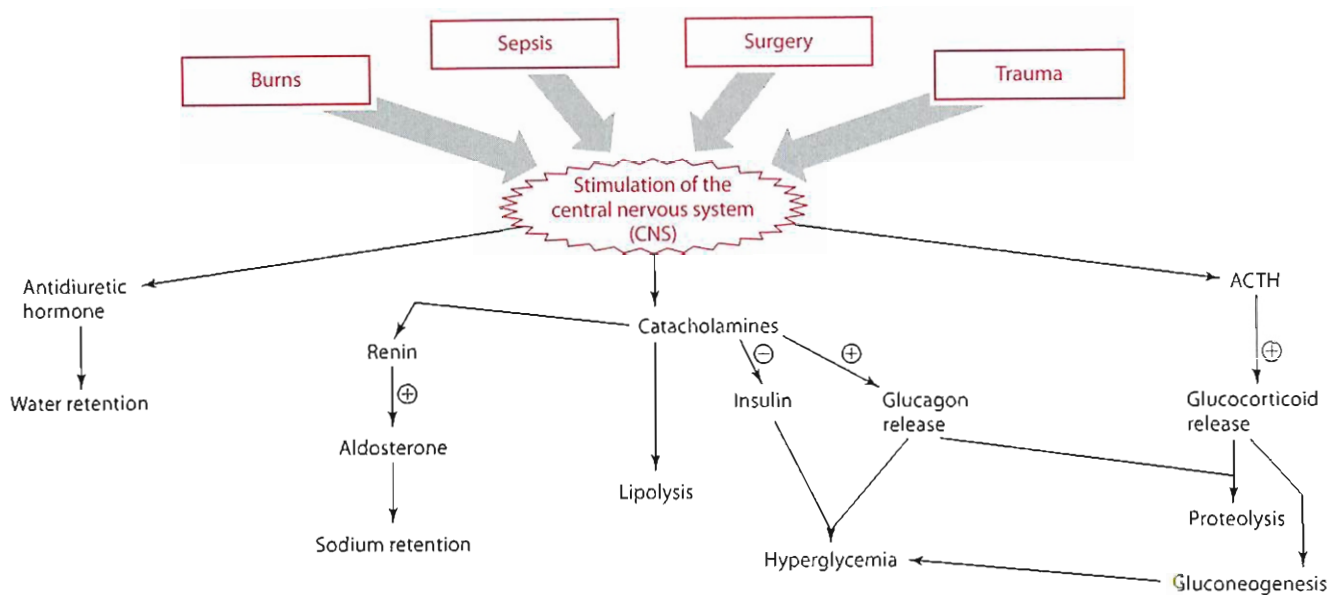 Sepsis
Surgery
Burns
Trauma
Stimulation of the
central nervous system
(CNS)
Antidiuretic
hormone
ACTH
Catacholamines
Renin
−
+
+
Water retention
+
Insulin
Glucagon
release
Glucocorticoid
release
Aldosterone
Lipolysis
Proteolysis
Sodium retention
Hyperglycemia
Gluconeogenesis